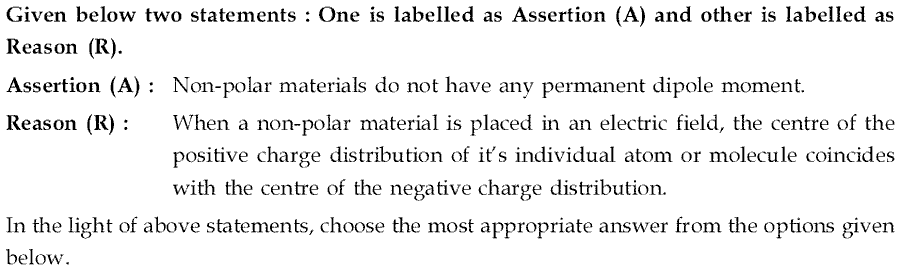 Given below two statements : One is labelled as Assertion (A) and other is labelled as
Reason (R).
Assertion (A) : Non-polar materials do not have any permanent dipole moment.
Reason (R) : When a non-polar material is placed in an electric field, the centre of the
positive charge distribution of it's individual atom or molecule coincides
with the centre of the negative charge distribution.
In the light of above statements, choose the most appropriate answer from the options given
below.